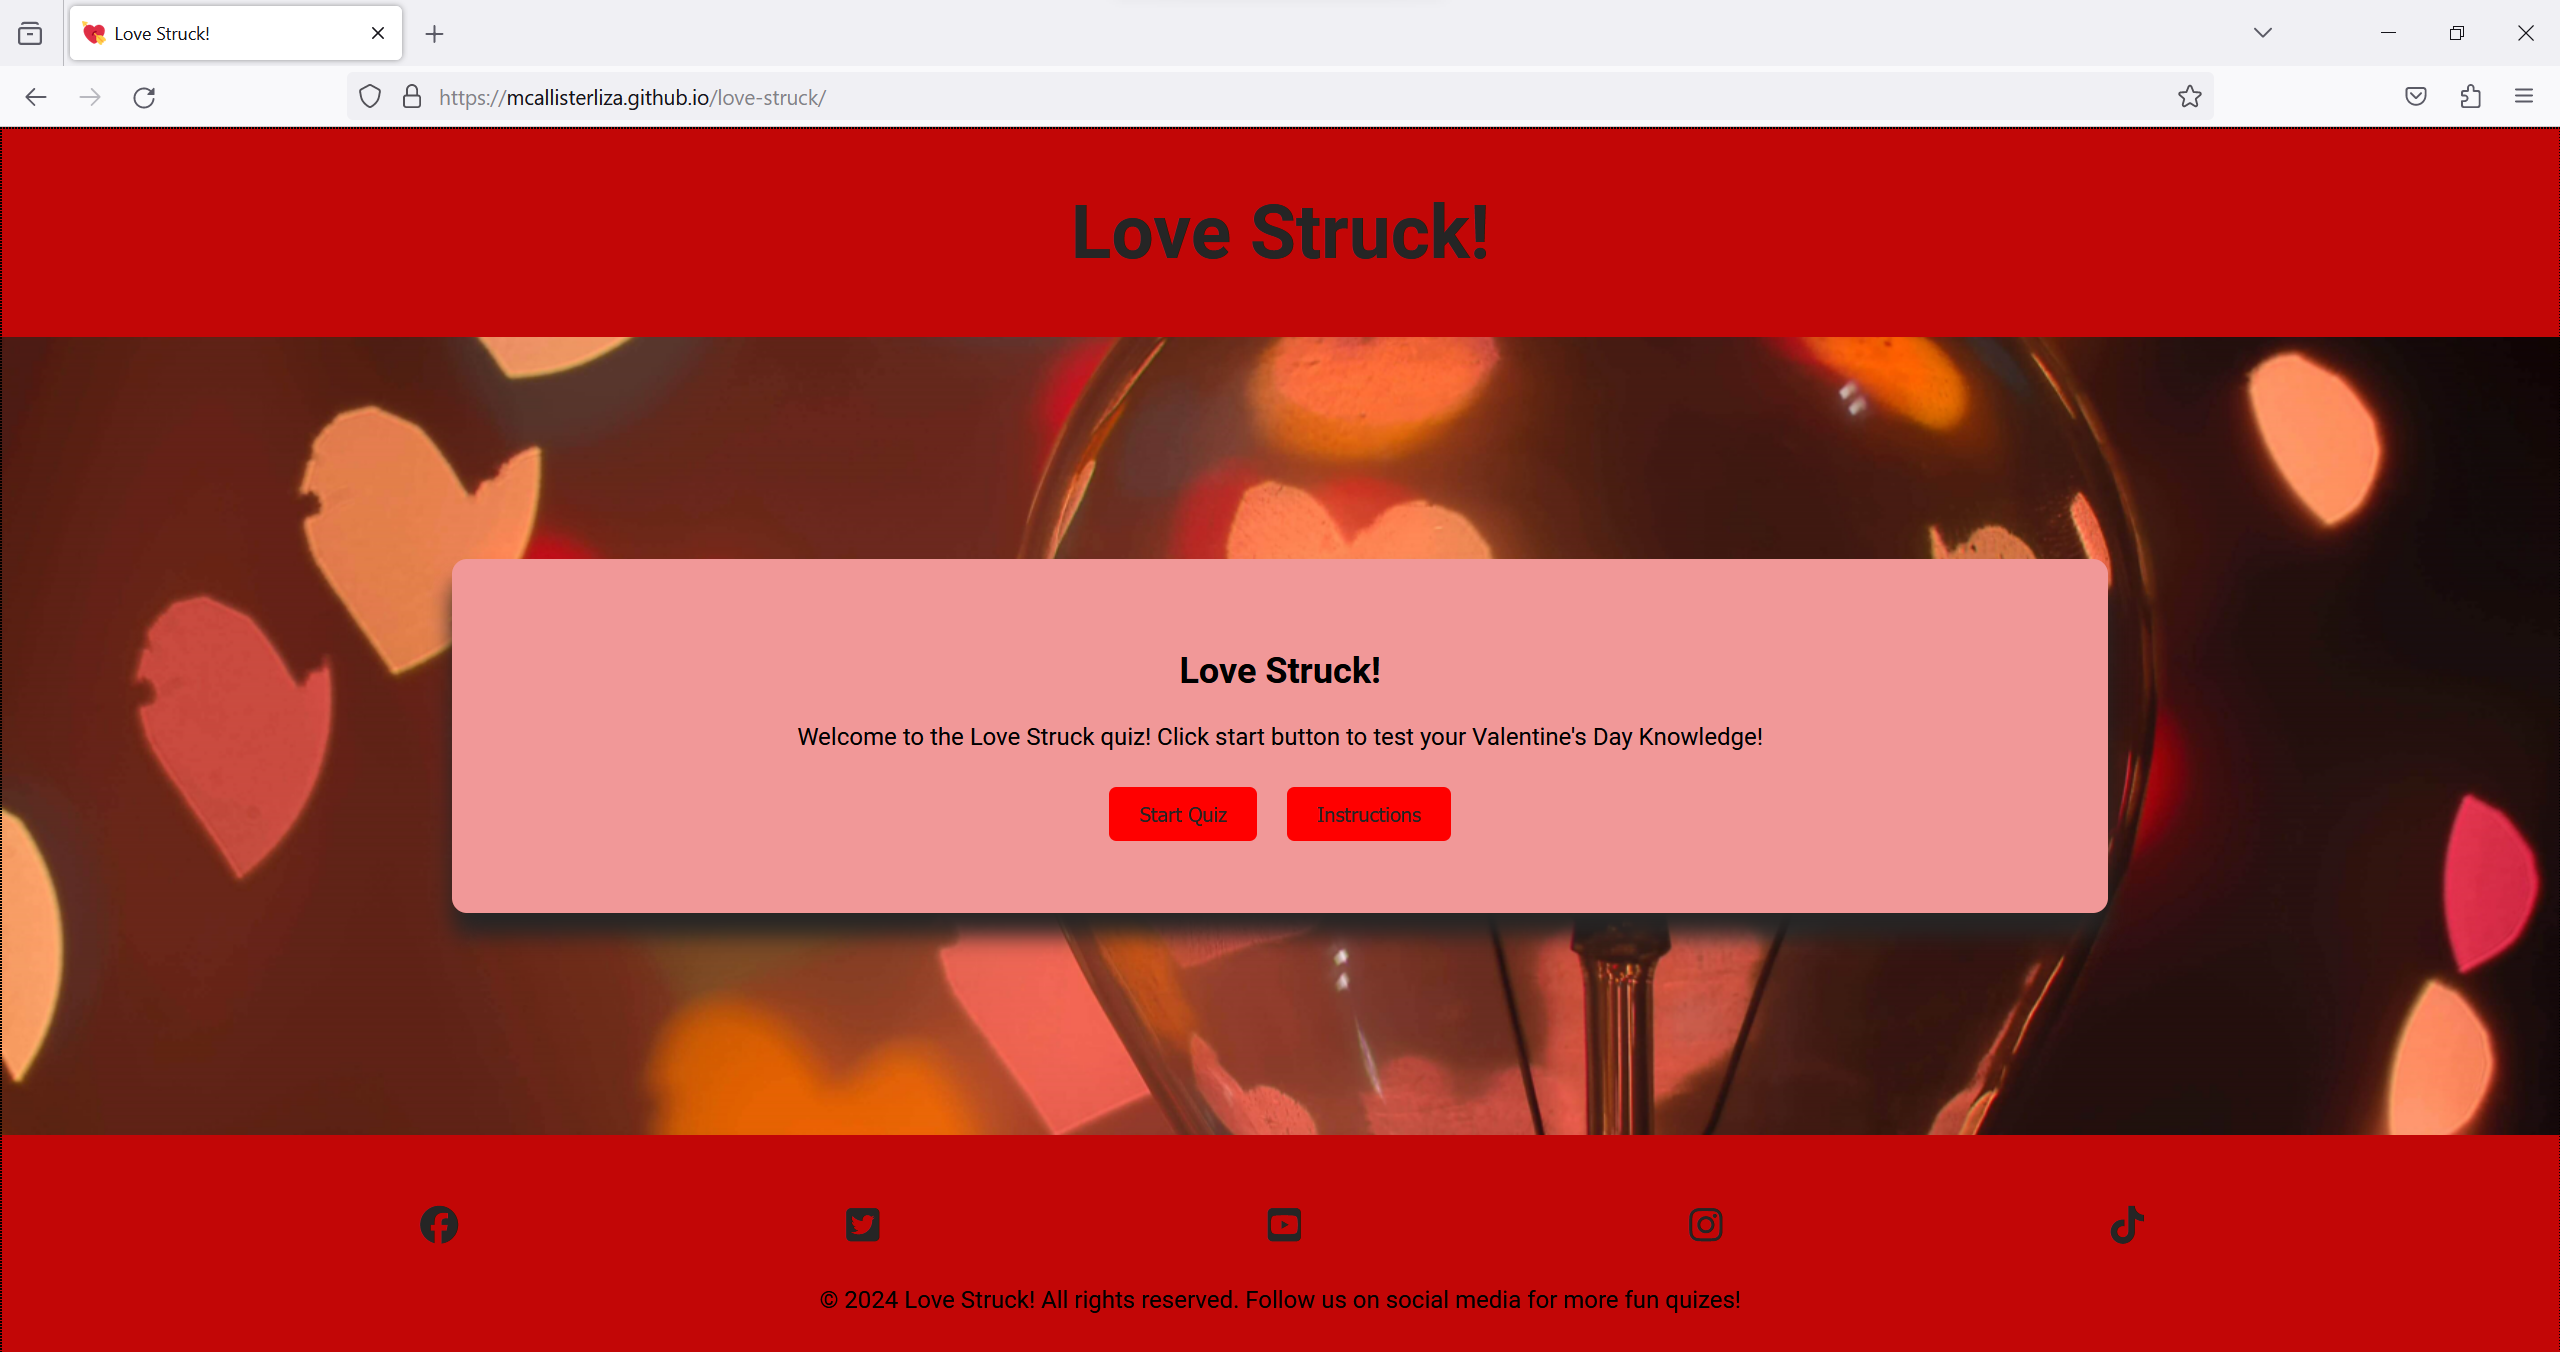 Love Struck!
https://mcallisterliza.github.io/love-struck/
Love Struck!
Love Struck!
Welcome to the Love Struck quiz! Click start button to test your Valentine's Day Knowledge!
Start Quiz
Instructions
© 2024 Love Struck! All rights reserved. Follow us on social media for more fun quizes!